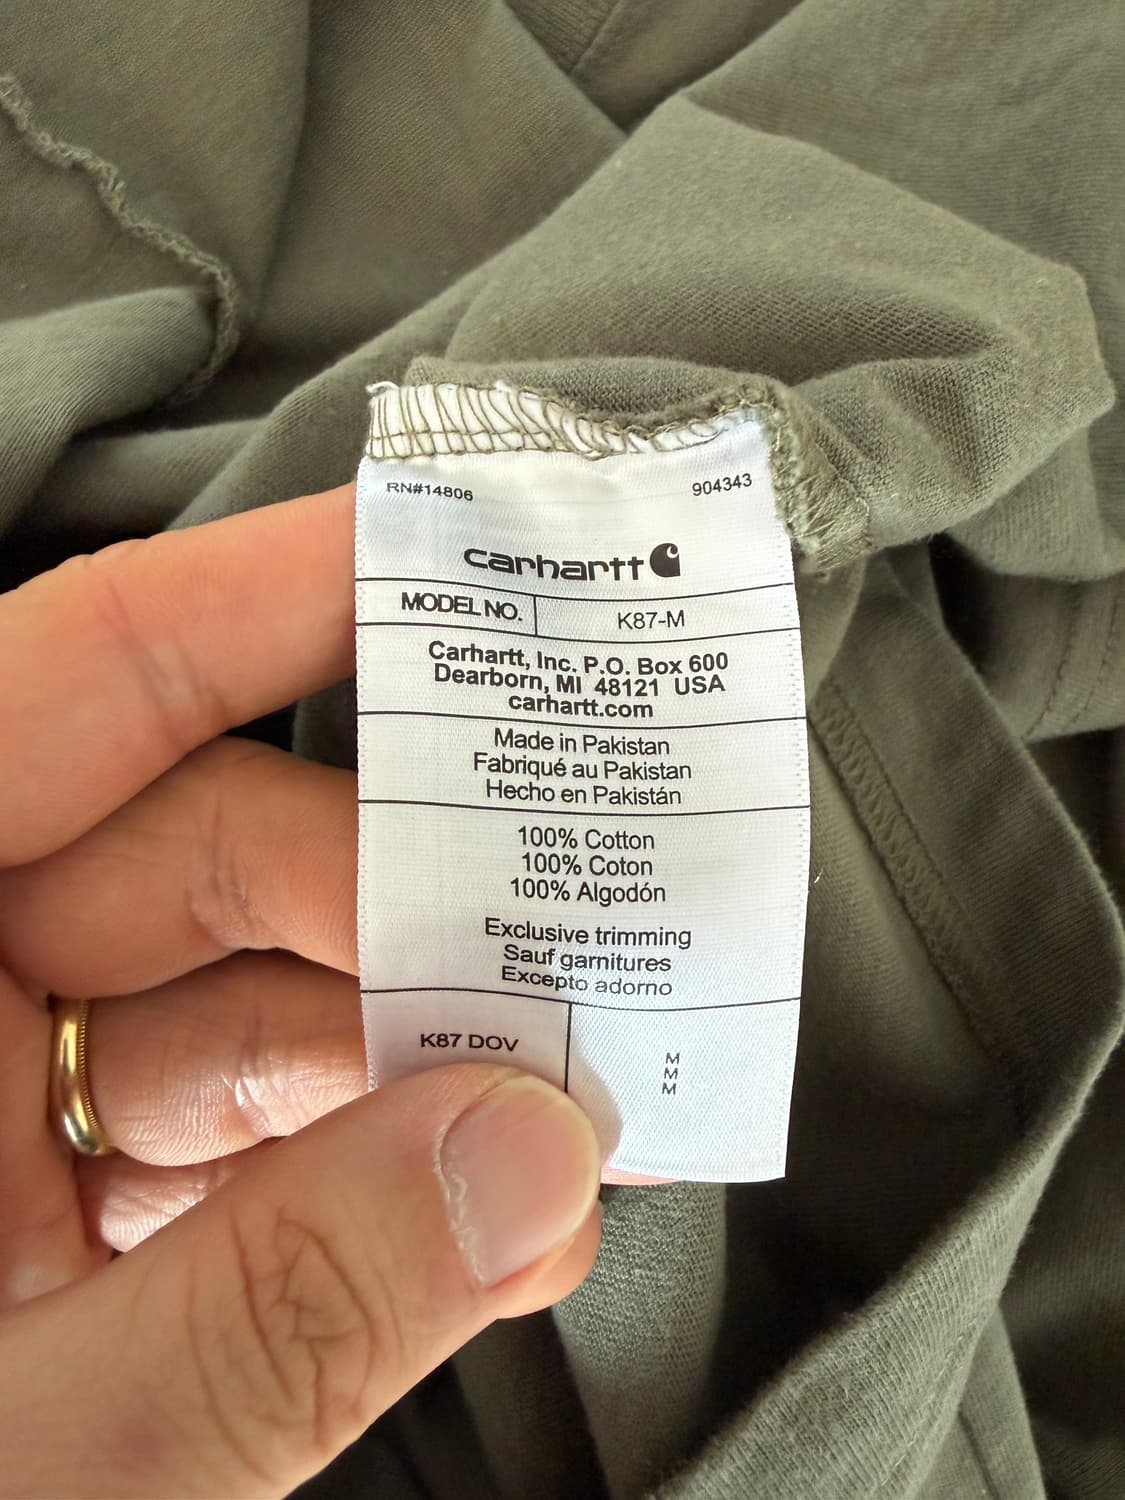 RN#14806 904343
carhartt
MODEL NO. K87-M
Carhartt, Inc. P.O. Box 600
Dearborn, MI 48121 USA
carhartt.com
Made in Pakistan
Fabriqué au Pakistan
Hecho en Pakistán
100% Cotton
100% Coton
100% Algodón
Exclusive trimming
Sauf garnitures
Excepto adorno
K87 DOV
M
M
M